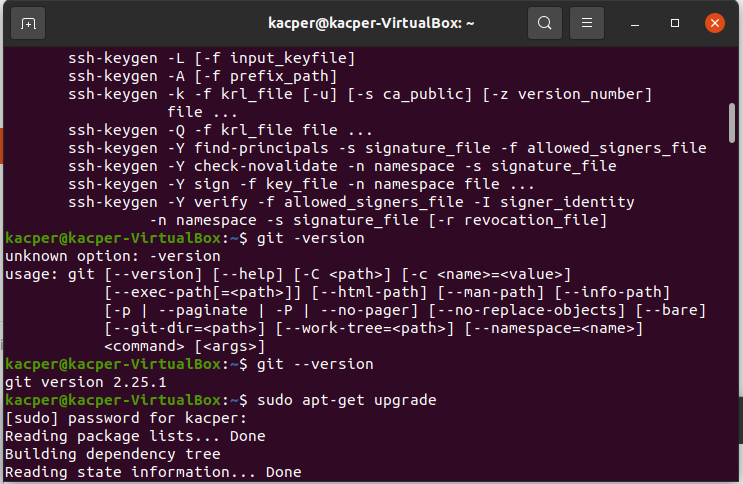 kacper@kacper-VirtualBox: ~
ssh-keygen -L [-f input_keyfile]
ssh-keygen -A [-f prefix_path]
ssh-keygen -k -f krl_file [-u] [-s ca_public] [-z version_number]
file ...
ssh-keygen -Q -f krl_file file ...
ssh-keygen -Y find-principals -s signature_file -f allowed_signers_file
ssh-keygen -Y check-novalidate -n namespace -s signature_file
ssh-keygen -Y sign -f key_file -n namespace file ...
ssh-keygen -Y verify -f allowed_signers_file -I signer_identity
-n namespace -s signature_file [-r revocation_file]
kacper@kacper-VirtualBox:~$ git -version
unknown option: -version
usage: git [--version] [--help] [-C <path>] [-c <name>=<value>]
[--exec-path[=<path>]] [--html-path] [--man-path] [--info-path]
[-p | --paginate | -P | --no-pager] [--no-replace-objects] [--bare]
[--git-dir=<path>] [--work-tree=<path>] [--namespace=<name>]
<command> [<args>]
kacper@kacper-VirtualBox:~$ git --version
git version 2.25.1
kacper@kacper-VirtualBox:~$ sudo apt-get upgrade
[sudo] password for kacper:
Reading package lists... Done
Building dependency tree
Reading state information... Done